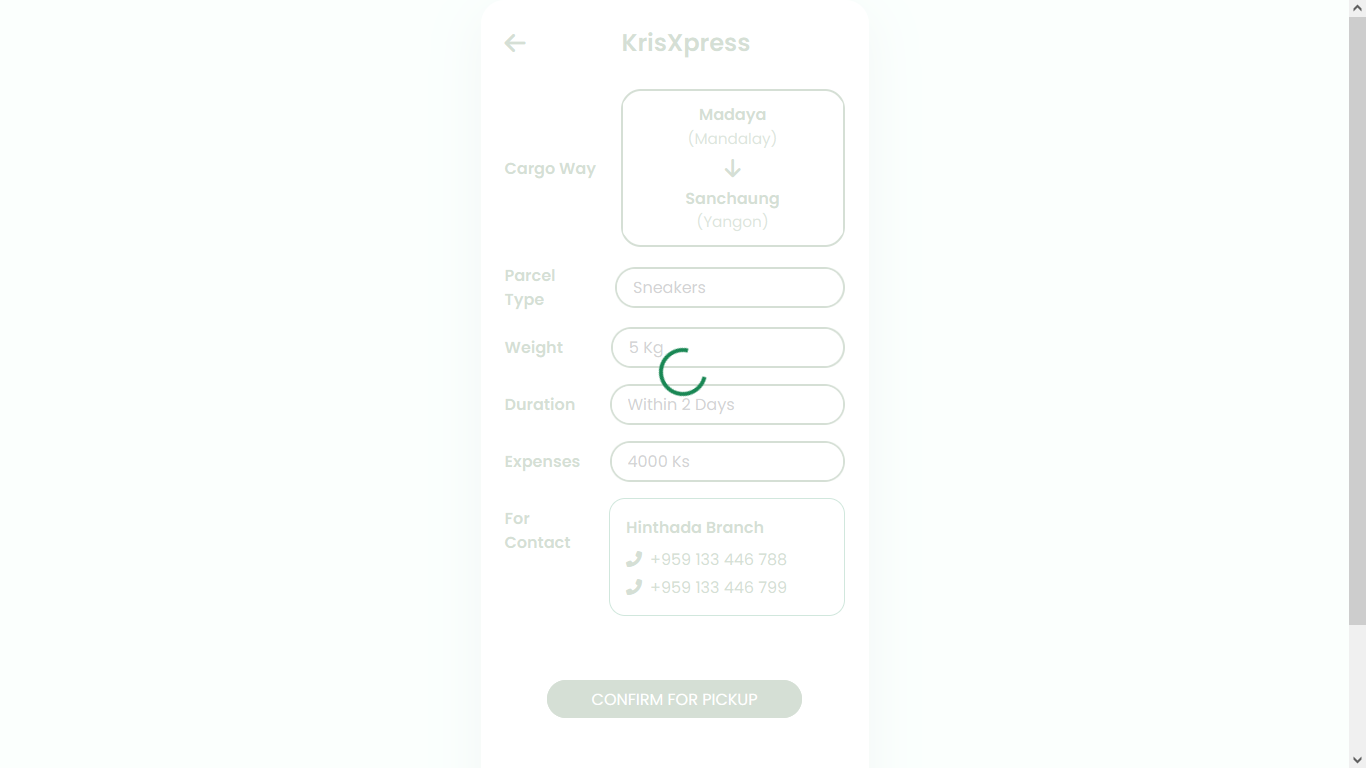 KrisXpress
Cargo Way
Madaya
(Mandalay)
Sanchaung
(Yangon)
Parcel
Type
Sneakers
Weight
5 Kg
Duration
Within 2 Days
Expenses
4000 Ks
For
Contact
Hinthada Branch
+959 133 446 788
+959 133 446 799
CONFIRM FOR PICKUP